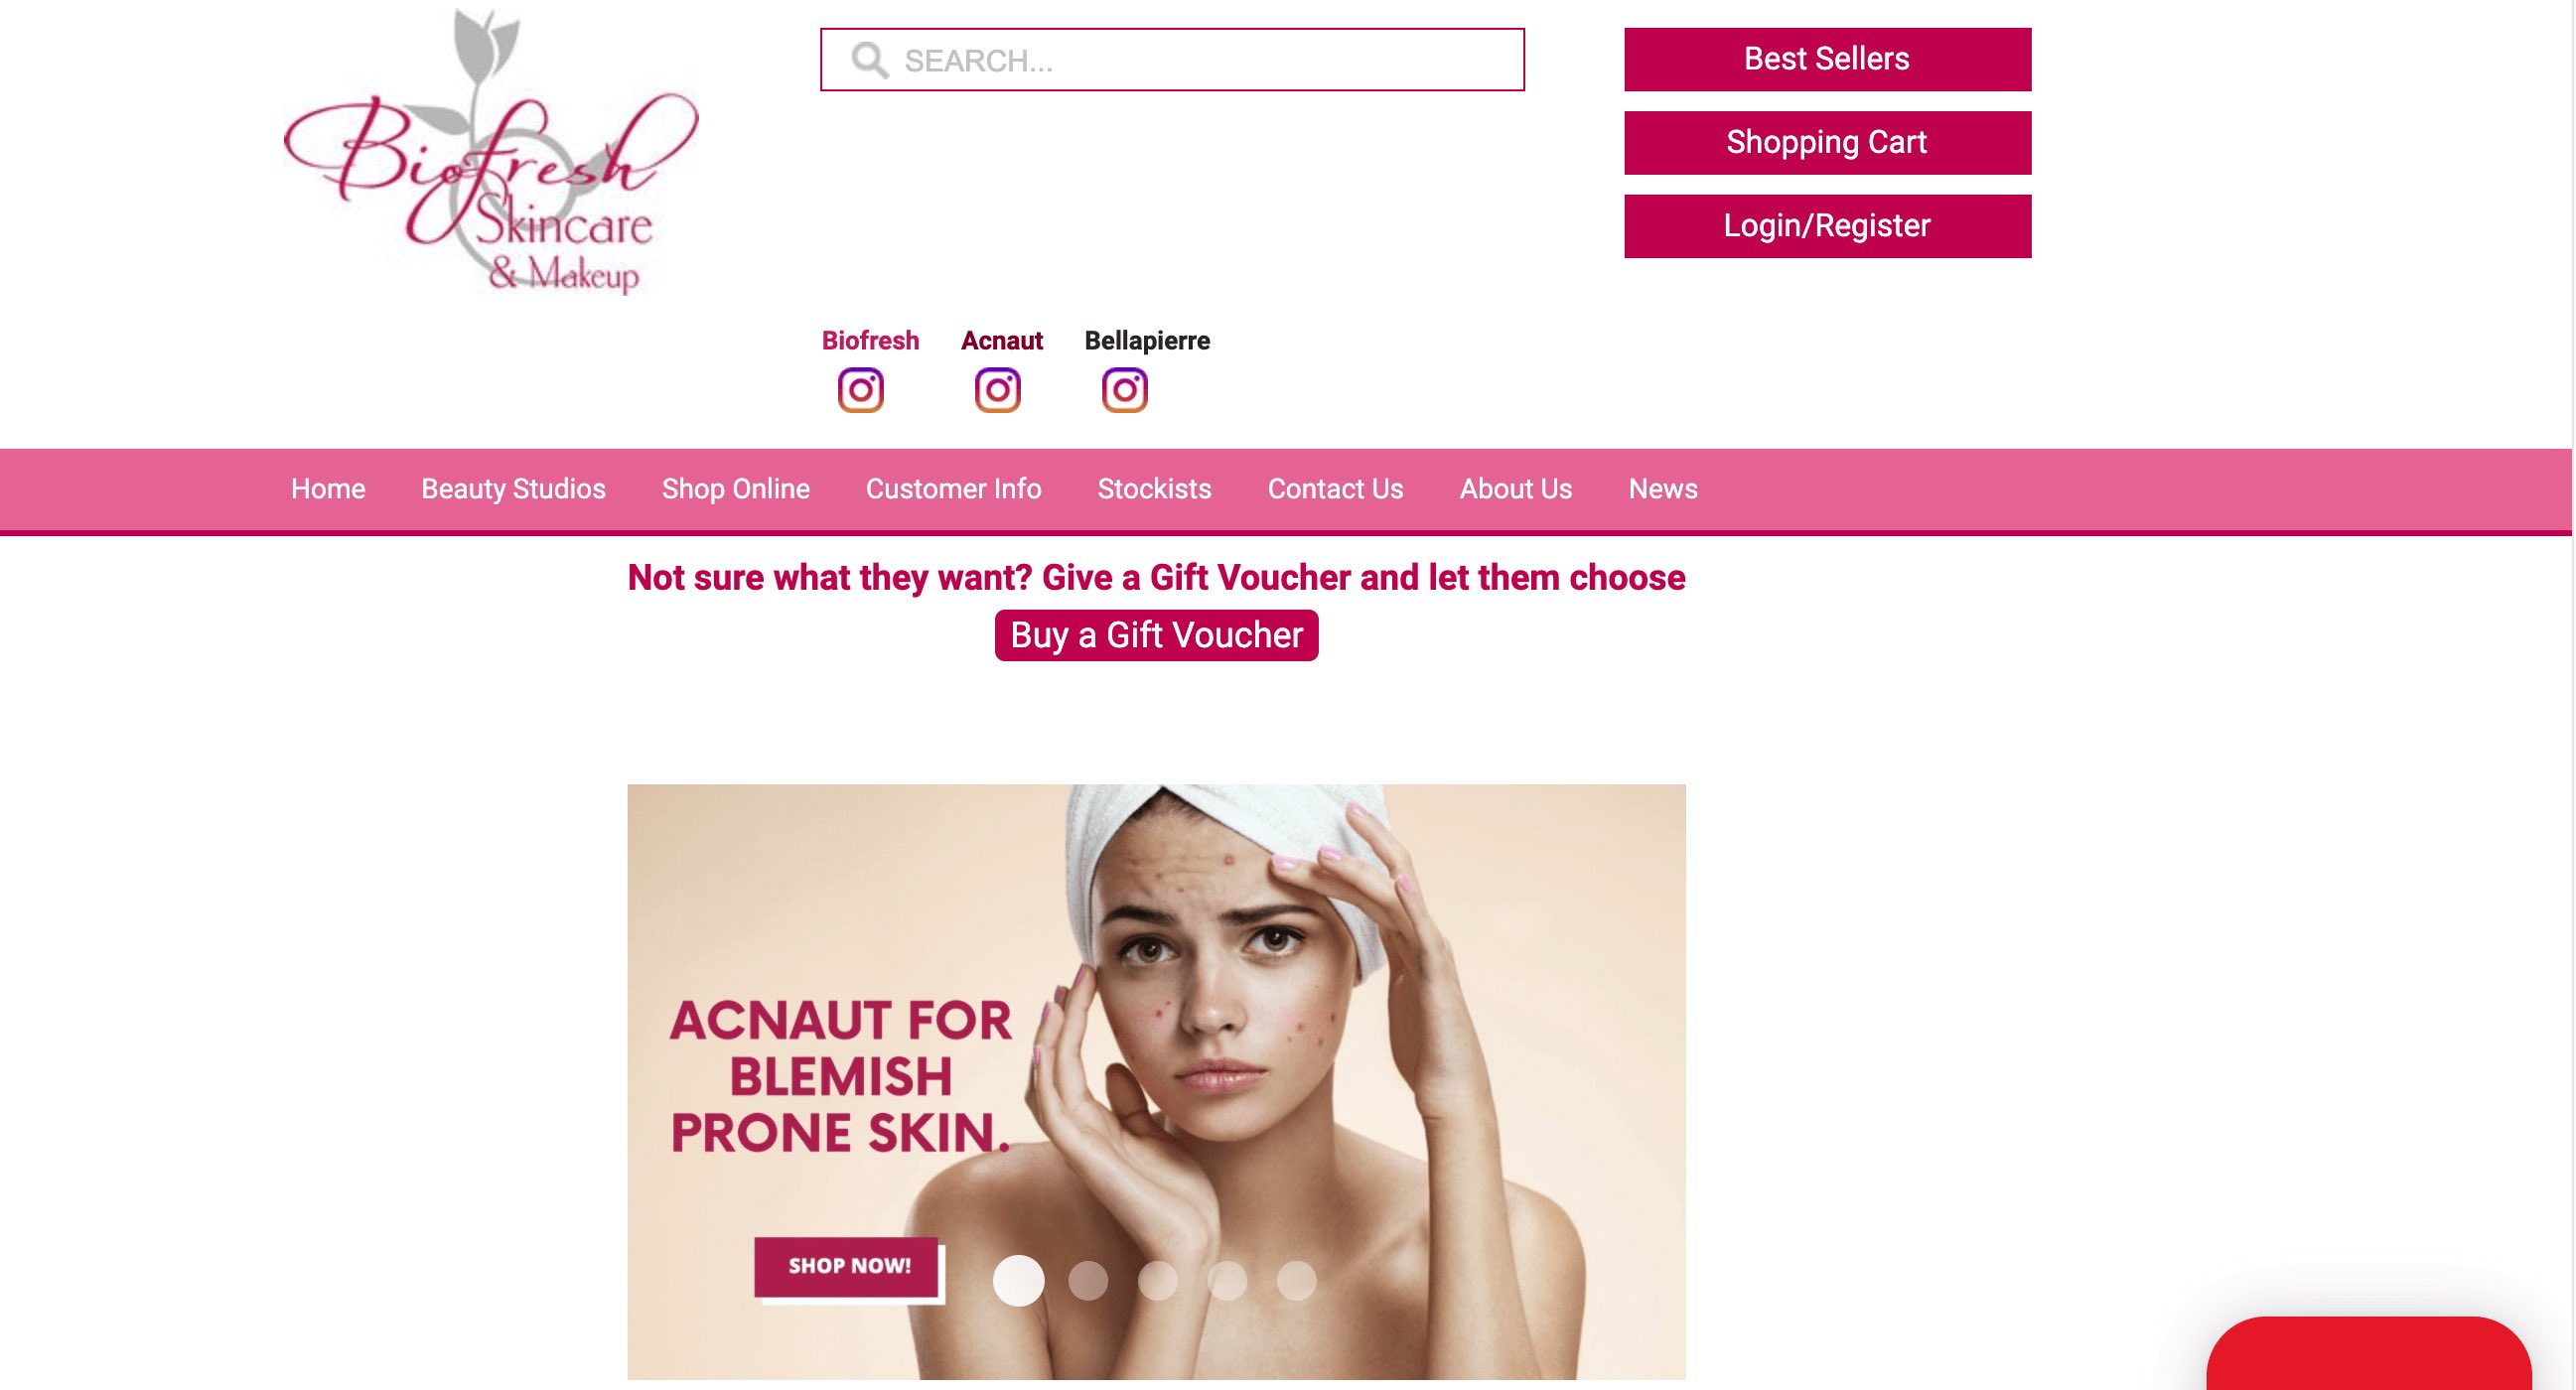 Biofresh
Skincare
& Makeup
SEARCH...
Best Sellers
Shopping Cart
Login/Register
Biofresh Acnaut Bellapierre
Home Beauty Studios Shop Online Customer Info Stockists Contact Us About Us News
Not sure what they want? Give a Gift Voucher and let them choose
Buy a Gift Voucher
ACNAUT FOR
BLEMISH
PRONE SKIN.
SHOP NOW!